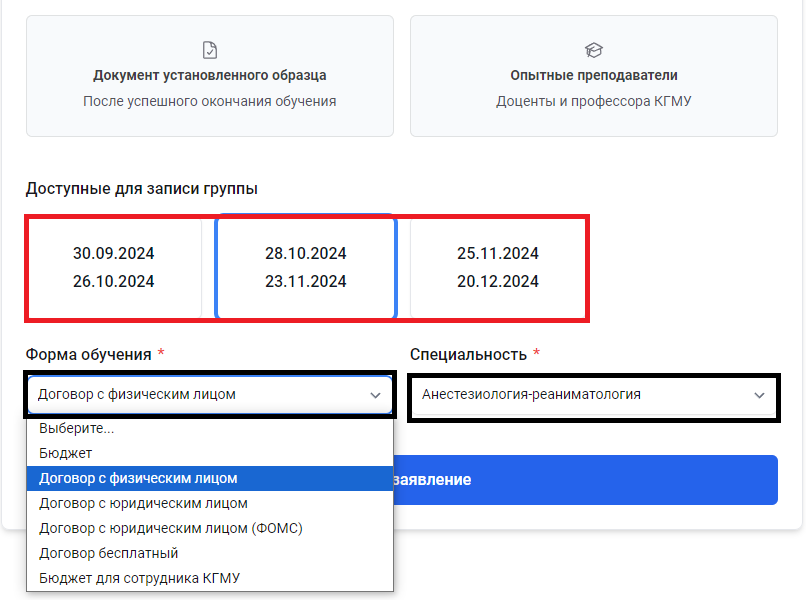 Документ установленного образца
После успешного окончания обучения
Опытные преподаватели
Доценты и профессора КГМУ
Доступные для записи группы
30.09.2024
26.10.2024
28.10.2024
23.11.2024
25.11.2024
20.12.2024
Форма обучения *
Договор с физическим лицом
Специальность *
Анестезиология-реаниматология
Выберите...
Бюджет
Договор с физическим лицом
Договор с юридическим лицом
Договор с юридическим лицом (ФОМС)
Договор бесплатный
Бюджет для сотрудника КГМУ
заявление